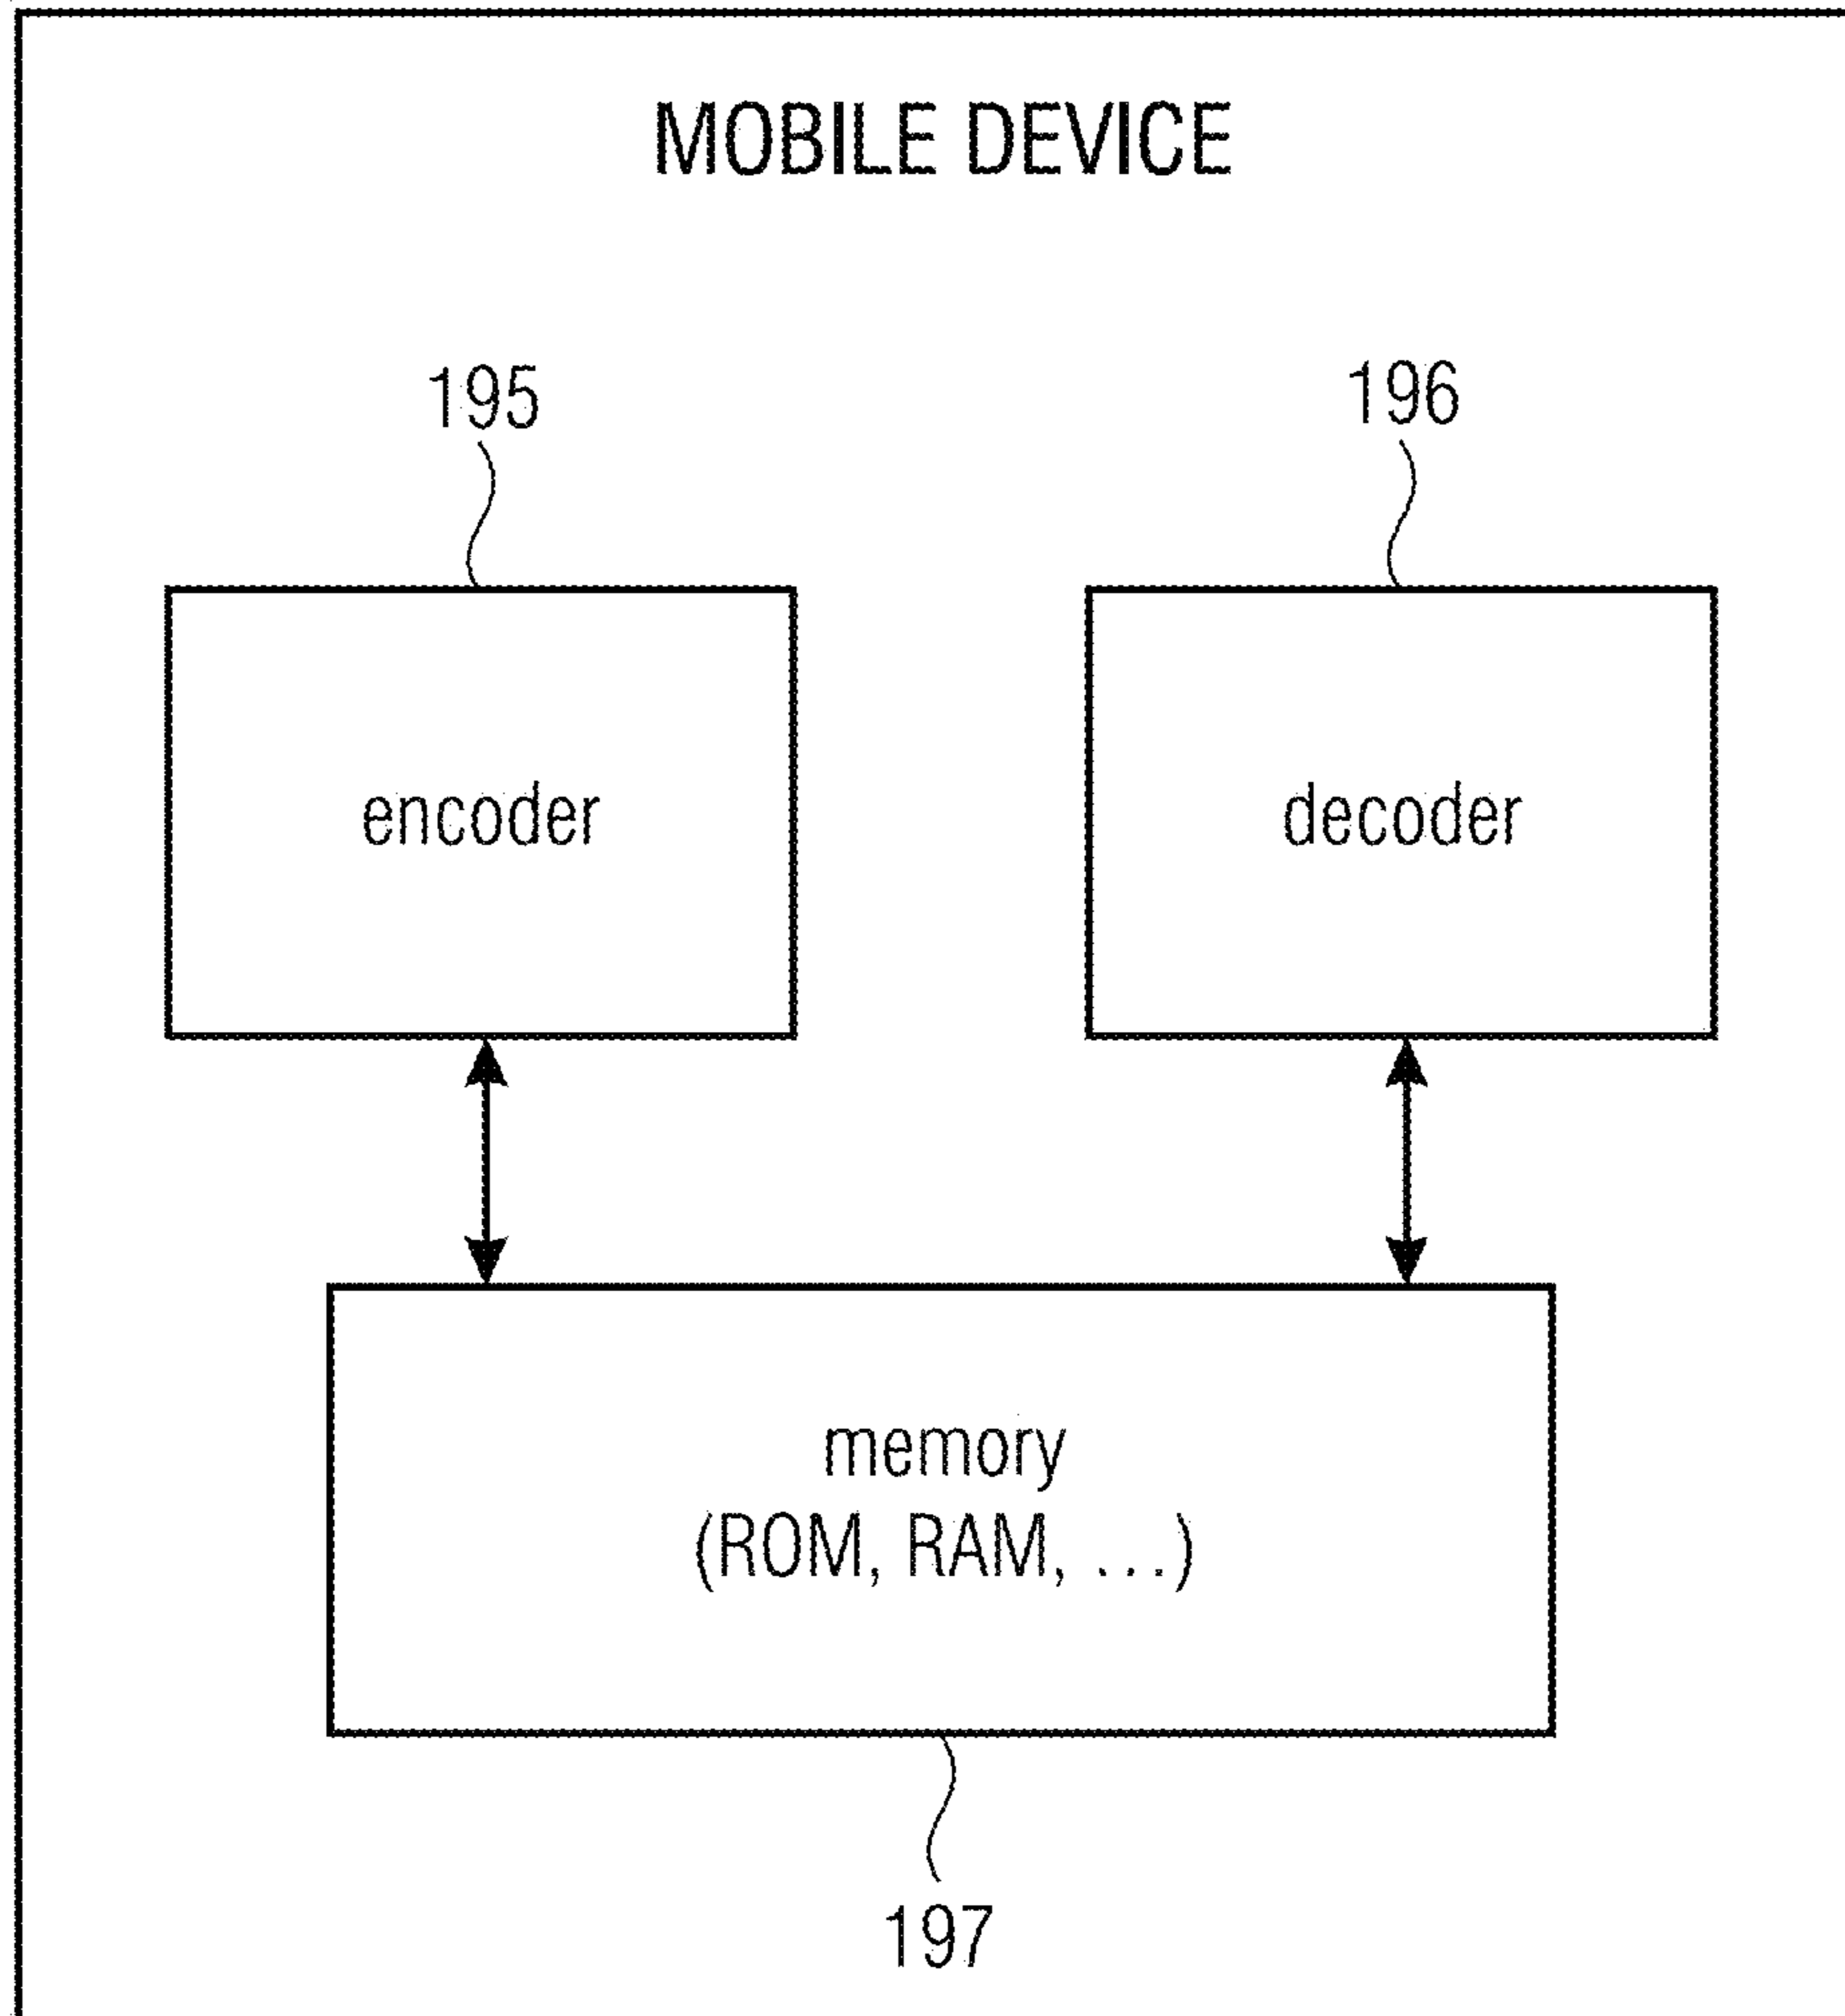 MOBILE DEVICE
195
196
encoder
decoder
memory
(ROM, RAM, ...)
197